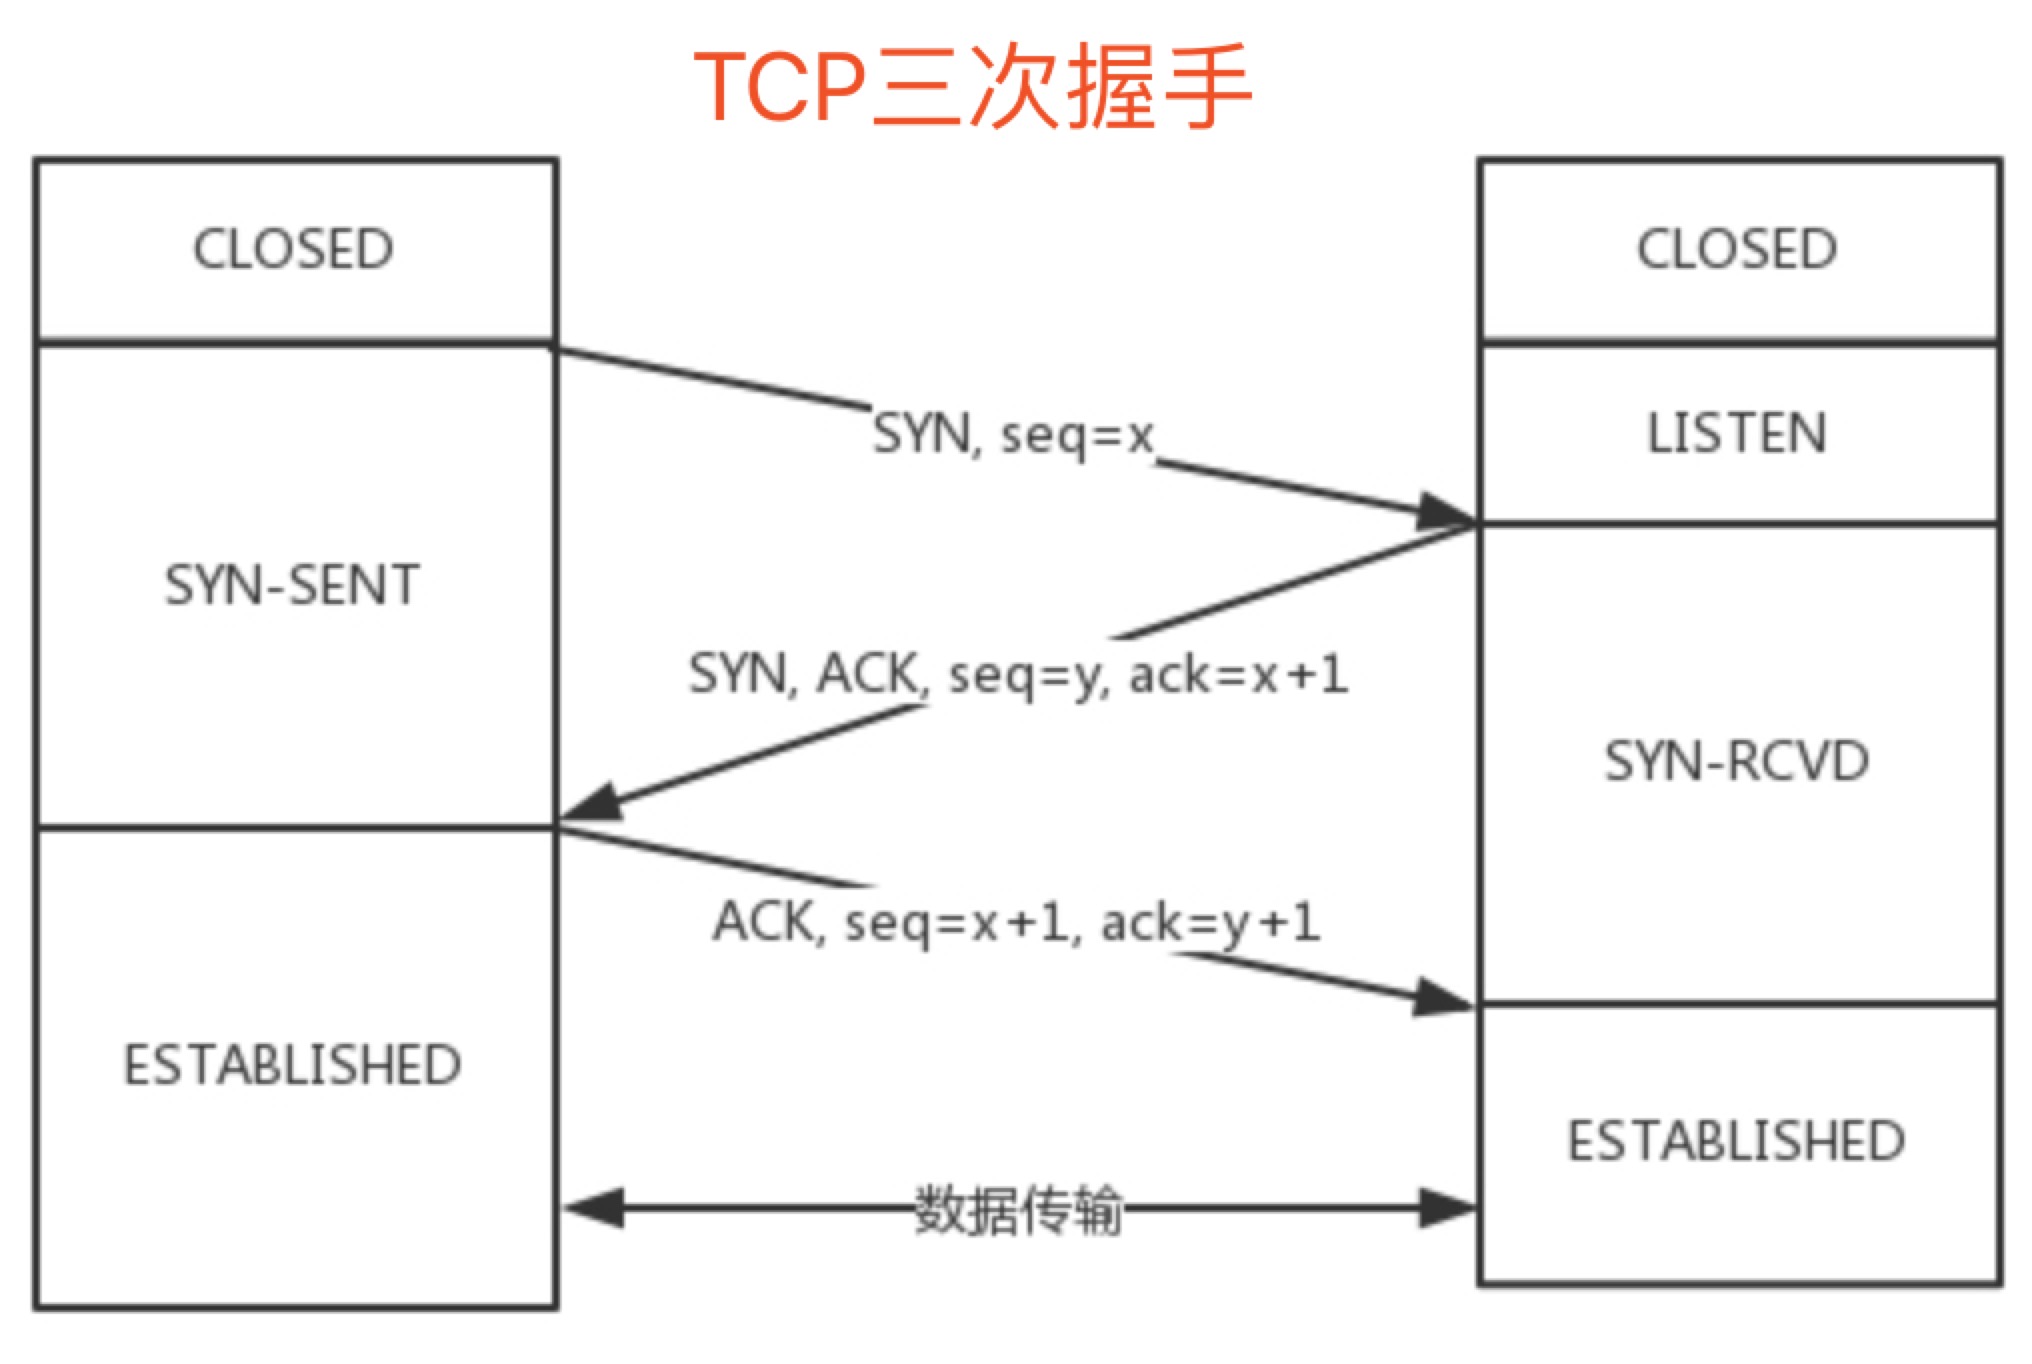 TCP三次握手
CLOSED
CLOSED
SYN, seq=x
LISTEN
SYN-SENT
SYN, ACK, seq=y, ack=x+1
SYN-RCVD
ACK, seq=x+1, ack=y+1
ESTABLISHED
ESTABLISHED
数据传输